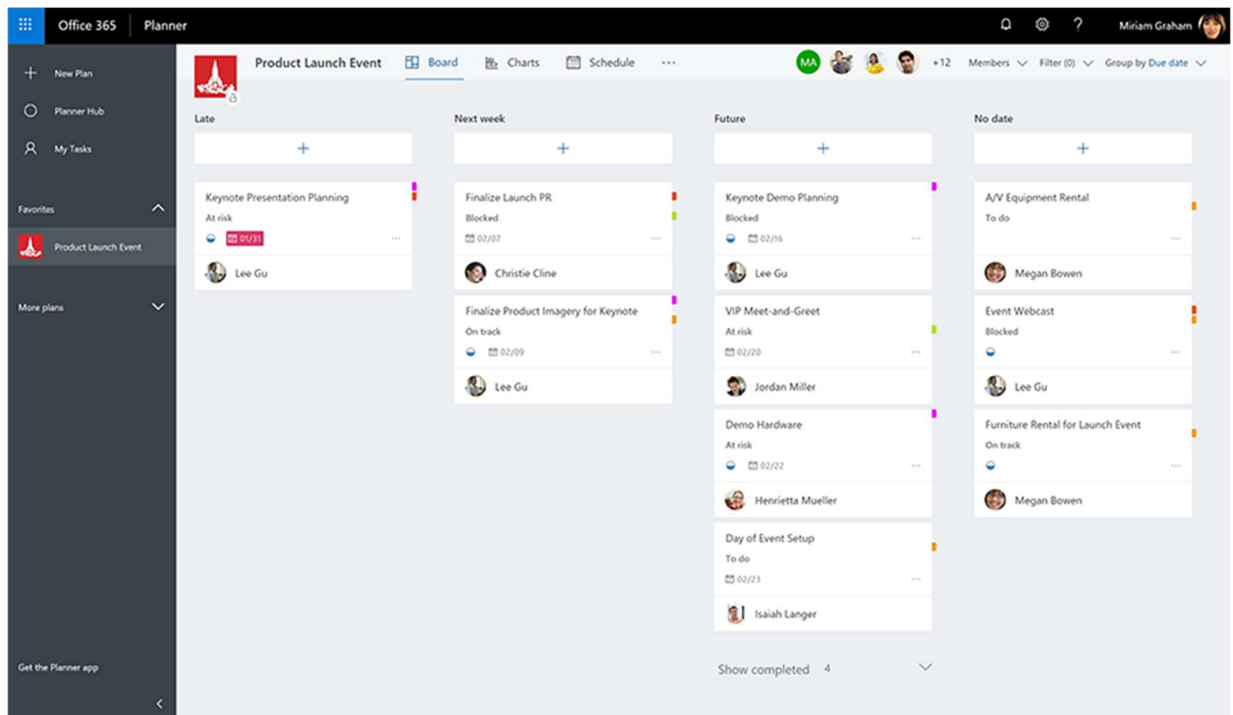 Office 365 Planner Miriam Graham
New Plan
Planner Hub
My Tasks
Favorites
Product Launch Event
More plans
Get the Planner app
Product Launch Event Board Charts Schedule ... MA +12 Members Filter (0) Group by Due date
Late
Keynote Presentation Planning
At risk
01/31
Lee Gu
Next week
Finalize Launch PR
Blocked
02/07
Christie Cline
Finalize Product Imagery for Keynote
On track
02/09
Lee Gu
Future
Keynote Demo Planning
Blocked
02/16
Lee Gu
VIP Meet-and-Greet
At risk
02/20
Jordan Miller
Demo Hardware
At risk
02/22
Henrietta Mueller
Day of Event Setup
To do
02/23
Isaiah Langer
Show completed 4
No date
A/V Equipment Rental
To do
Megan Bowen
Event Webcast
Blocked
Lee Gu
Furniture Rental for Launch Event
On track
Megan Bowen